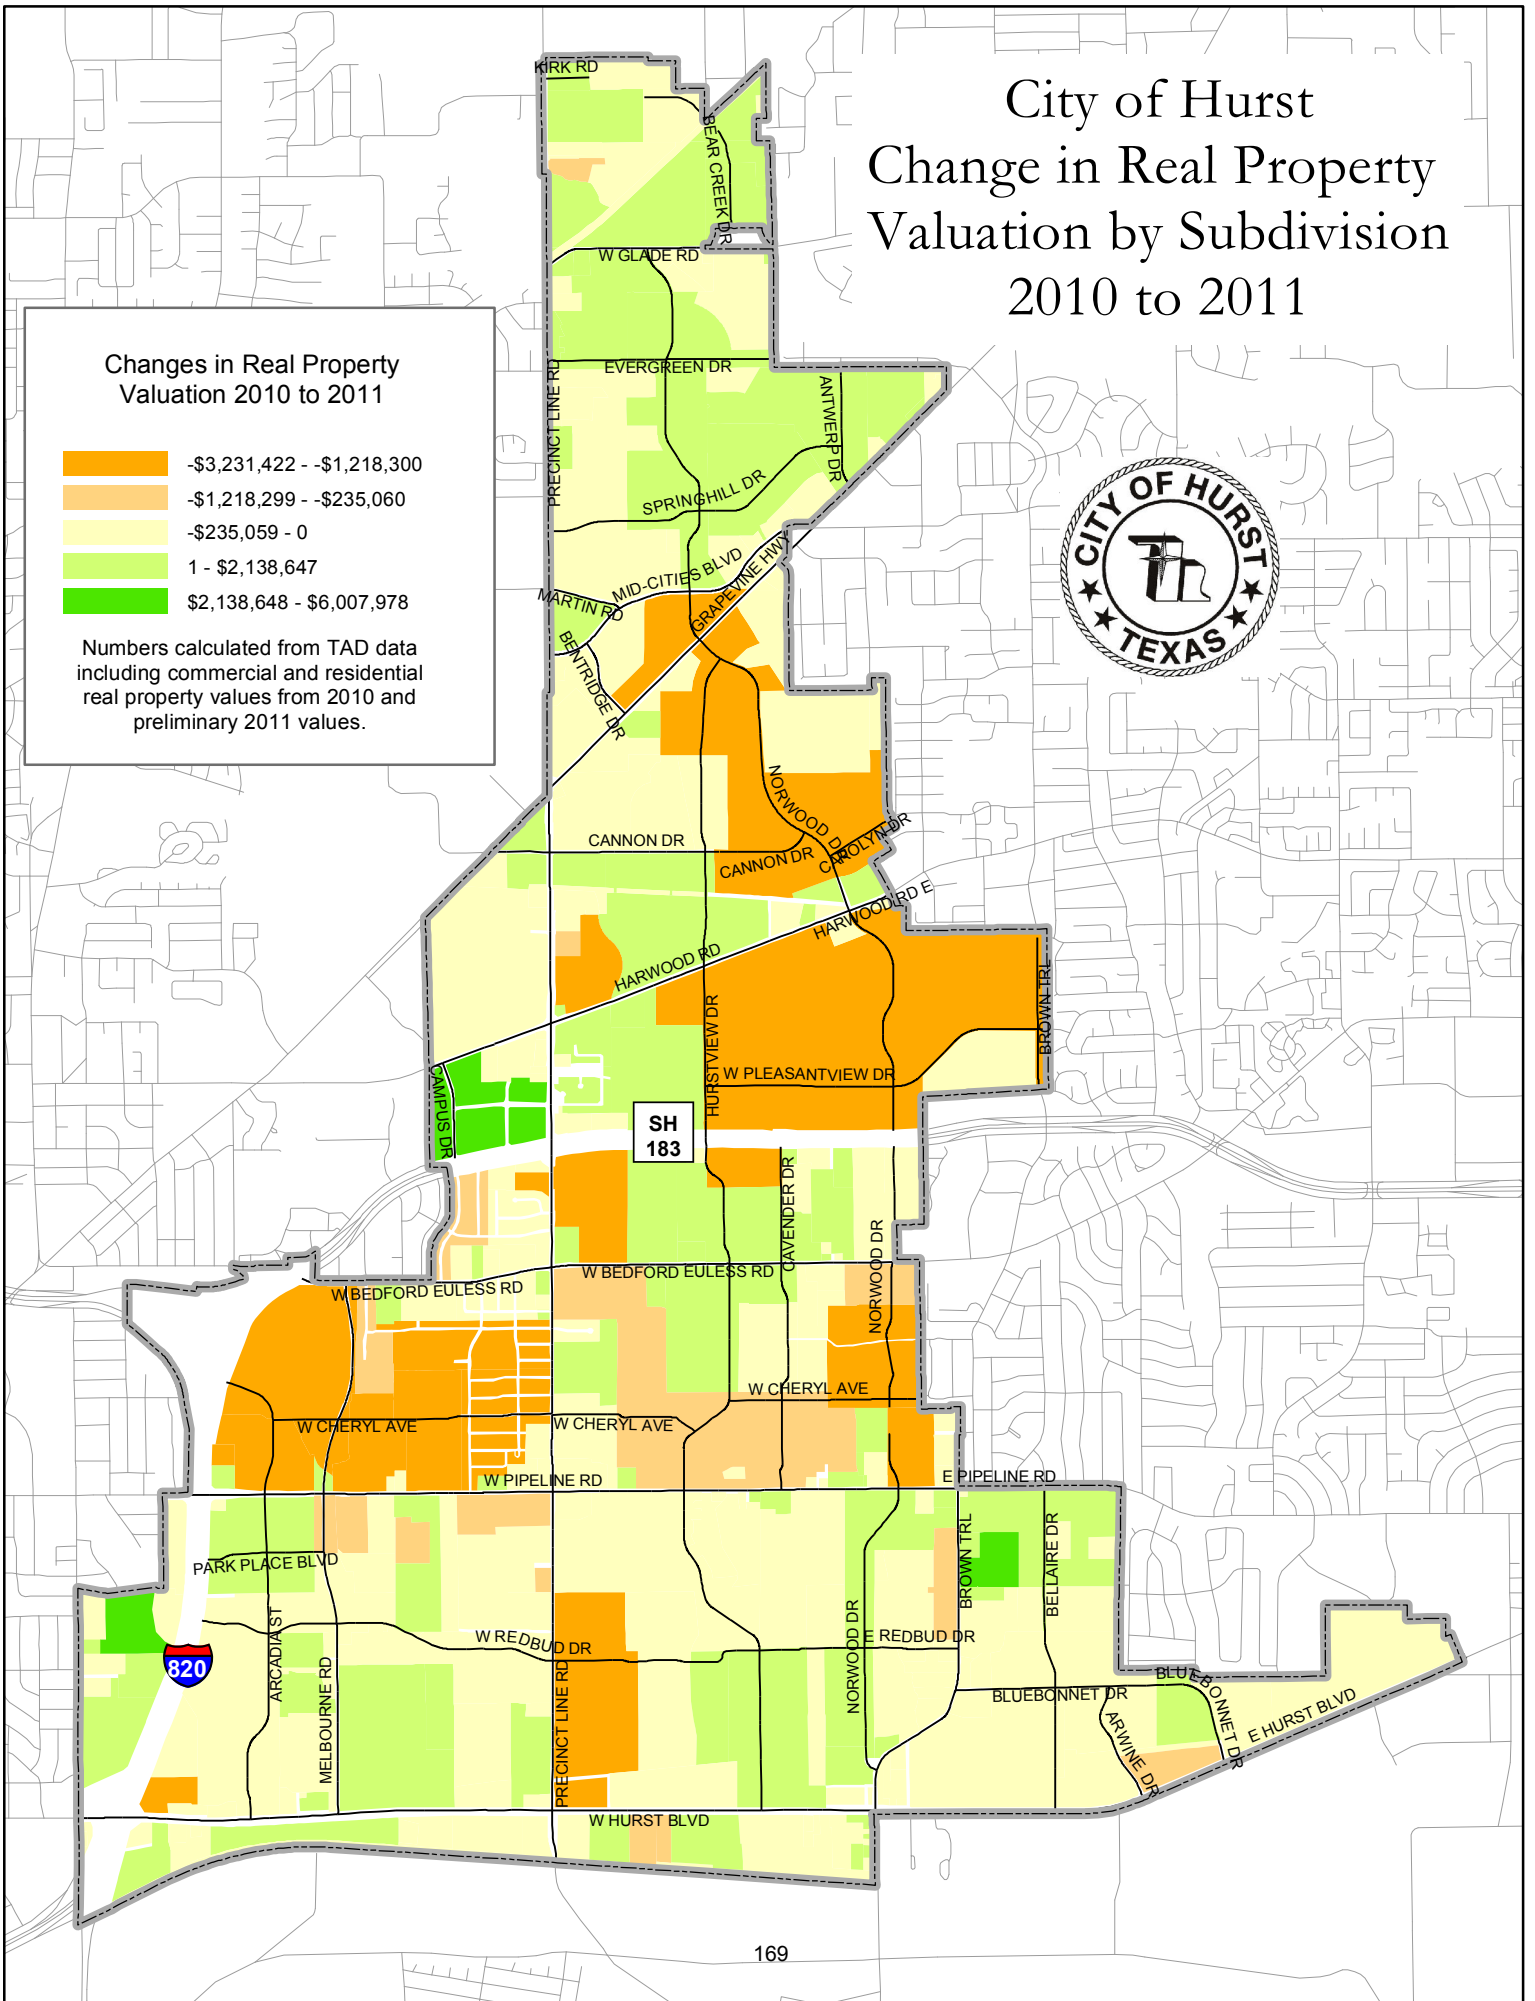 City of Hurst
Change in Real Property
Valuation by Subdivision
2010 to 2011
Changes in Real Property
Valuation 2010 to 2011
-$3,231,422 - -$1,218,300
-$1,218,299 - -$235,060
-$235,059 - 0
1 - $2,138,647
$2,138,648 - $6,007,978
Numbers calculated from TAD data
including commercial and residential
real property values from 2010 and
preliminary 2011 values.
CITY OF HURST
TEXAS
KIRK RD
BEAR CREEK DR
W GLADE RD
EVERGREEN DR
PRECINCT LINE RD
ANTWERP DR
SPRINGHILL DR
MID-CITIES BLVD
GRAPEVINE HWY
MARTIN RD
BENTRIDGE DR
NORWOOD DR
CANNON DR
CANNON DR
CAROLYN DR
HARWOOD RD E
HARWOOD RD
HURSTVIEW DR
BROWN TRL
W PLEASANTVIEW DR
CAMPUS DR
SH
183
CAVENDER DR
NORWOOD DR
W BEDFORD EULESS RD
W BEDFORD EULESS RD
W CHERYL AVE
W CHERYL AVE
W CHERYL AVE
W PIPELINE RD
E PIPELINE RD
PARK PLACE BLVD
BROWN TRL
BELLAIRE DR
ARCADIA ST
MELBOURNE RD
W REDBUD DR
E REDBUD DR
NORWOOD DR
PRECINCT LINE RD
820
BLUEBONNET DR
BLUEBONNET DR
ARWINE DR
E HURST BLVD
W HURST BLVD
169